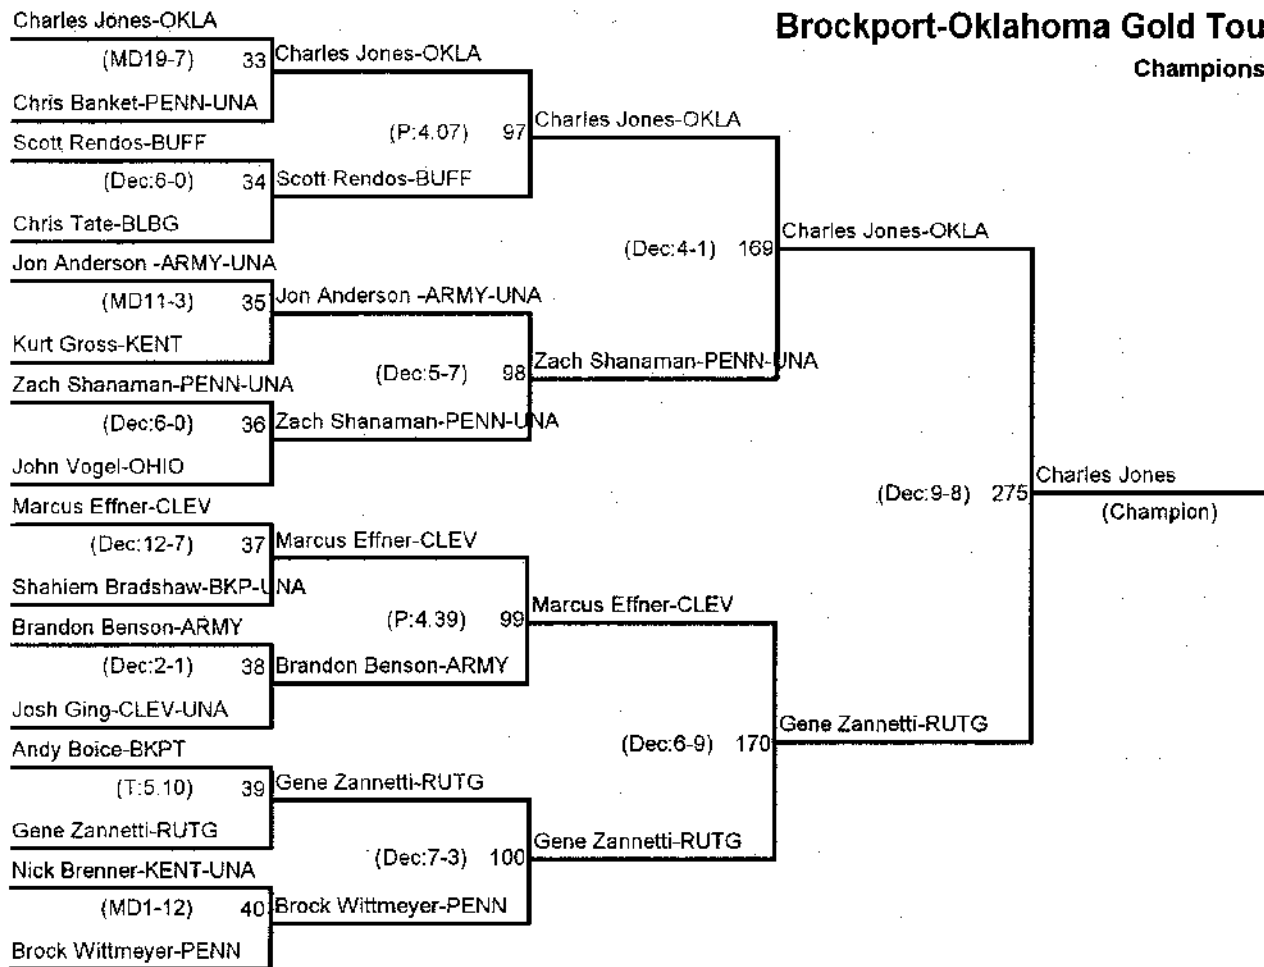 Brockport-Oklahoma Gold Tou
Champions
Charles Jones-OKLA
(MD19-7) 33 Charles Jones-OKLA
Chris Banket-PENN-UNA
(P:4.07) 97 Charles Jones-OKLA
Scott Rendos-BUFF
(Dec:6-0) 34 Scott Rendos-BUFF
Chris Tate-BLBG
(Dec:4-1) 169 Charles Jones-OKLA
Jon Anderson -ARMY-UNA
(MD11-3) 35 Jon Anderson -ARMY-UNA
Kurt Gross-KENT
(Dec:5-7) 98 Zach Shanaman-PENN-UNA
Zach Shanaman-PENN-UNA
(Dec:6-0) 36 Zach Shanaman-PENN-UNA
John Vogel-OHIO
(Dec:9-8) 275 Charles Jones
(Champion)
Marcus Effner-CLEV
(Dec:12-7) 37 Marcus Effner-CLEV
Shahiem Bradshaw-BKP-UNA
(P:4.39) 99 Marcus Effner-CLEV
Brandon Benson-ARMY
(Dec:2-1) 38 Brandon Benson-ARMY
Josh Ging-CLEV-UNA
(Dec:6-9) 170 Gene Zannetti-RUTG
Andy Boice-BKPT
(T:5.10) 39 Gene Zannetti-RUTG
Gene Zannetti-RUTG
(Dec:7-3) 100 Gene Zannetti-RUTG
Nick Brenner-KENT-UNA
(MD1-12) 40 Brock Wittmeyer-PENN
Brock Wittmeyer-PENN